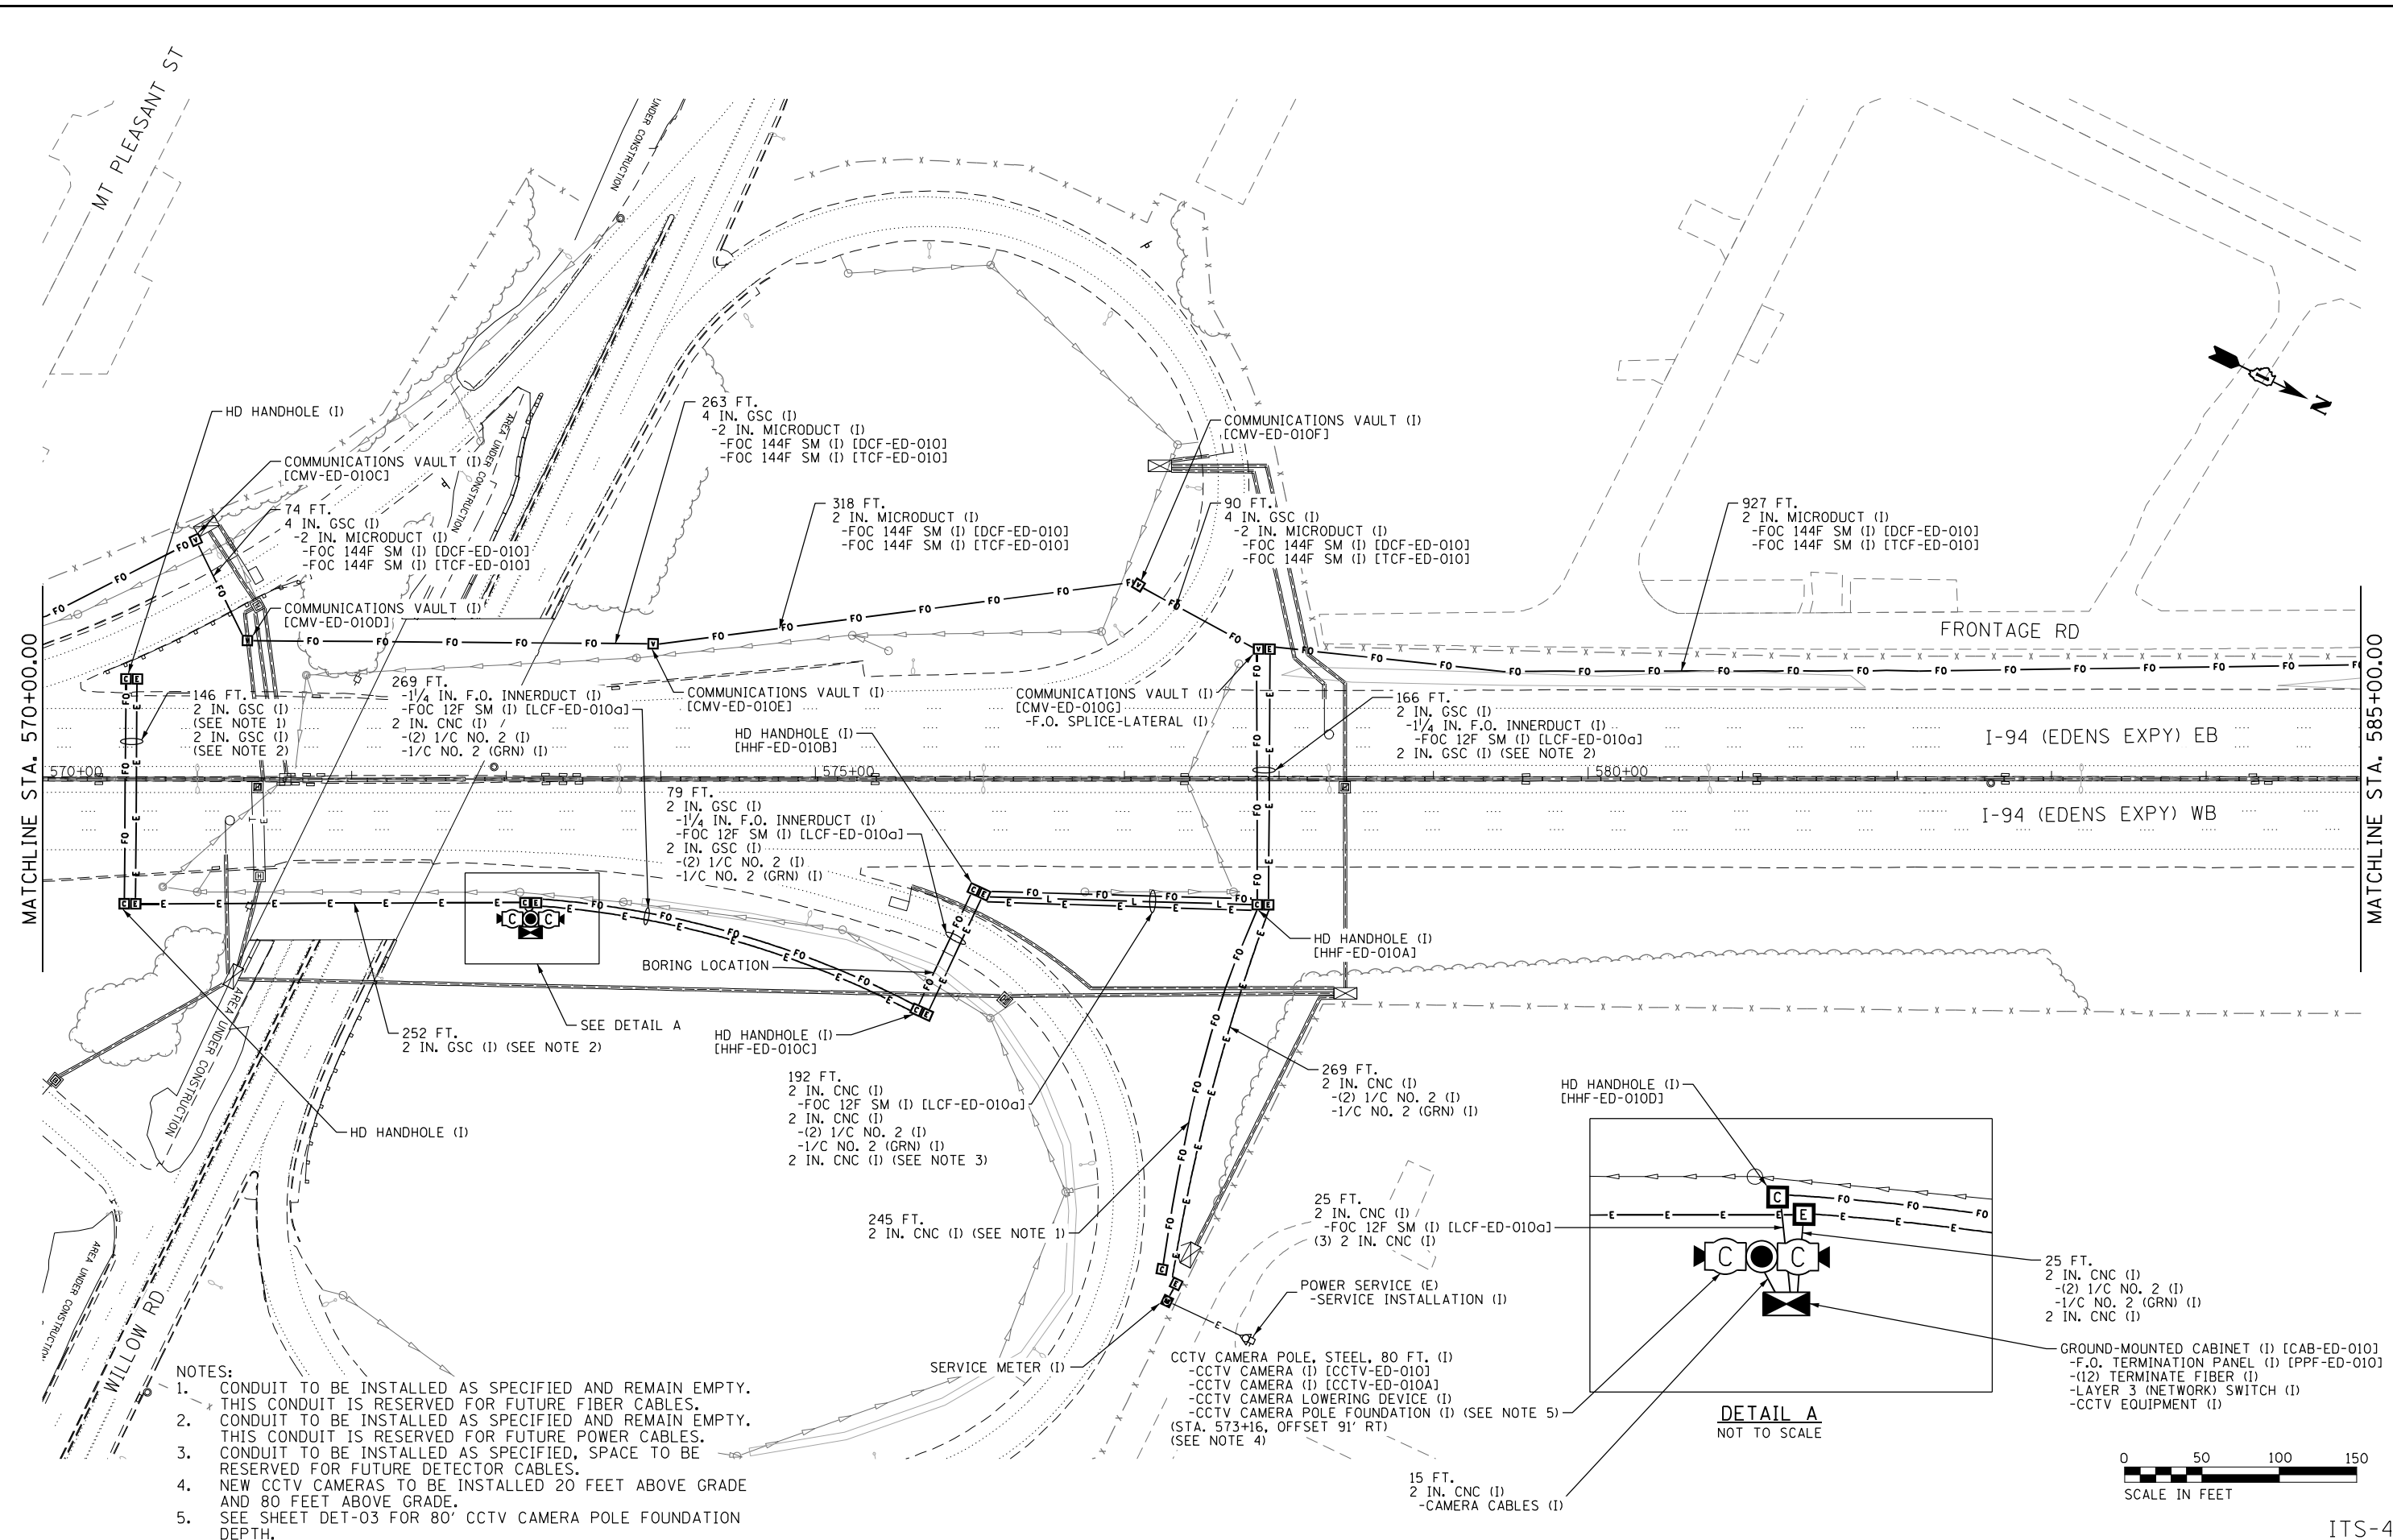 MT PLEASANT ST
UNDER CONSTRUCTION
HD HANDHOLE (I)
COMMUNICATIONS VAULT (I)
[CMV-ED-010C]
74 FT.
4 IN. GSC (I)
-2 IN. MICRODUCT (I)
-FOC 144F SM (I) [DCF-ED-010]
-FOC 144F SM (I) [TCF-ED-010]
COMMUNICATIONS VAULT (I)
[CMV-ED-010D]
AREA UNDER CONSTRUCTION
263 FT.
4 IN. GSC (I)
-2 IN. MICRODUCT (I)
-FOC 144F SM (I) [DCF-ED-010]
-FOC 144F SM (I) [TCF-ED-010]
318 FT.
2 IN. MICRODUCT (I)
-FOC 144F SM (I) [DCF-ED-010]
-FOC 144F SM (I) [TCF-ED-010]
COMMUNICATIONS VAULT (I)
[CMV-ED-010F]
90 FT.
4 IN. GSC (I)
-2 IN. MICRODUCT (I)
-FOC 144F SM (I) [DCF-ED-010]
-FOC 144F SM (I) [TCF-ED-010]
927 FT.
2 IN. MICRODUCT (I)
-FOC 144F SM (I) [DCF-ED-010]
-FOC 144F SM (I) [TCF-ED-010]
N
FRONTAGE RD
MATCHLINE STA. 570+00.00
MATCHLINE STA. 585+00.00
146 FT.
2 IN. GSC (I)
(SEE NOTE 1)
2 IN. GSC (I)
(SEE NOTE 2)
269 FT.
-1 1/4 IN. F.O. INNERDUCT (I)
-FOC 12F SM (I) [LCF-ED-010a]
2 IN. CNC (I)
-(2) 1/C NO. 2 (I)
-1/C NO. 2 (GRN) (I)
COMMUNICATIONS VAULT (I)
[CMV-ED-010E]
HD HANDHOLE (I)
[HHF-ED-010B]
COMMUNICATIONS VAULT (I)
[CMV-ED-010G]
-F.O. SPLICE-LATERAL (I)
166 FT.
2 IN. GSC (I)
-1 1/4 IN. F.O. INNERDUCT (I)
-FOC 12F SM (I) [LCF-ED-010a]
2 IN. GSC (I) (SEE NOTE 2)
I-94 (EDENS EXPY) EB
570+00
575+00
580+00
I-94 (EDENS EXPY) WB
79 FT.
2 IN. GSC (I)
-1 1/4 IN. F.O. INNERDUCT (I)
-FOC 12F SM (I) [LCF-ED-010a]
2 IN. GSC (I)
-(2) 1/C NO. 2 (I)
-1/C NO. 2 (GRN) (I)
HD HANDHOLE (I)
[HHF-ED-010A]
BORING LOCATION
SEE DETAIL A
252 FT.
2 IN. GSC (I) (SEE NOTE 2)
HD HANDHOLE (I)
[HHF-ED-010C]
AREA UNDER CONSTRUCTION
HD HANDHOLE (I)
192 FT.
2 IN. CNC (I)
-FOC 12F SM (I) [LCF-ED-010a]
2 IN. CNC (I)
-(2) 1/C NO. 2 (I)
-1/C NO. 2 (GRN) (I)
2 IN. CNC (I) (SEE NOTE 3)
269 FT.
2 IN. CNC (I)
-(2) 1/C NO. 2 (I)
-1/C NO. 2 (GRN) (I)
245 FT.
2 IN. CNC (I) (SEE NOTE 1)
25 FT.
2 IN. CNC (I)
-FOC 12F SM (I) [LCF-ED-010a]
(3) 2 IN. CNC (I)
HD HANDHOLE (I)
[HHF-ED-010D]
25 FT.
2 IN. CNC (I)
-(2) 1/C NO. 2 (I)
-1/C NO. 2 (GRN) (I)
2 IN. CNC (I)
GROUND-MOUNTED CABINET (I) [CAB-ED-010]
-F.O. TERMINATION PANEL (I) [PPF-ED-010]
-(12) TERMINATE FIBER (I)
-LAYER 3 (NETWORK) SWITCH (I)
-CCTV EQUIPMENT (I)
POWER SERVICE (E)
-SERVICE INSTALLATION (I)
SERVICE METER (I)
CCTV CAMERA POLE, STEEL, 80 FT. (I)
-CCTV CAMERA (I) [CCTV-ED-010]
-CCTV CAMERA (I) [CCTV-ED-010A]
-CCTV CAMERA LOWERING DEVICE (I)
-CCTV CAMERA POLE FOUNDATION (I) (SEE NOTE 5)
(STA. 573+16, OFFSET 91' RT)
(SEE NOTE 4)
15 FT.
2 IN. CNC (I)
-CAMERA CABLES (I)
DETAIL A
NOT TO SCALE
AREA UNDER CONSTRUCTION
WILLOW RD
NOTES:
1. CONDUIT TO BE INSTALLED AS SPECIFIED AND REMAIN EMPTY.
THIS CONDUIT IS RESERVED FOR FUTURE FIBER CABLES.
2. CONDUIT TO BE INSTALLED AS SPECIFIED AND REMAIN EMPTY.
THIS CONDUIT IS RESERVED FOR FUTURE POWER CABLES.
3. CONDUIT TO BE INSTALLED AS SPECIFIED, SPACE TO BE
RESERVED FOR FUTURE DETECTOR CABLES.
4. NEW CCTV CAMERAS TO BE INSTALLED 20 FEET ABOVE GRADE
AND 80 FEET ABOVE GRADE.
5. SEE SHEET DET-03 FOR 80' CCTV CAMERA POLE FOUNDATION
DEPTH.
0 50 100 150
SCALE IN FEET
ITS-4